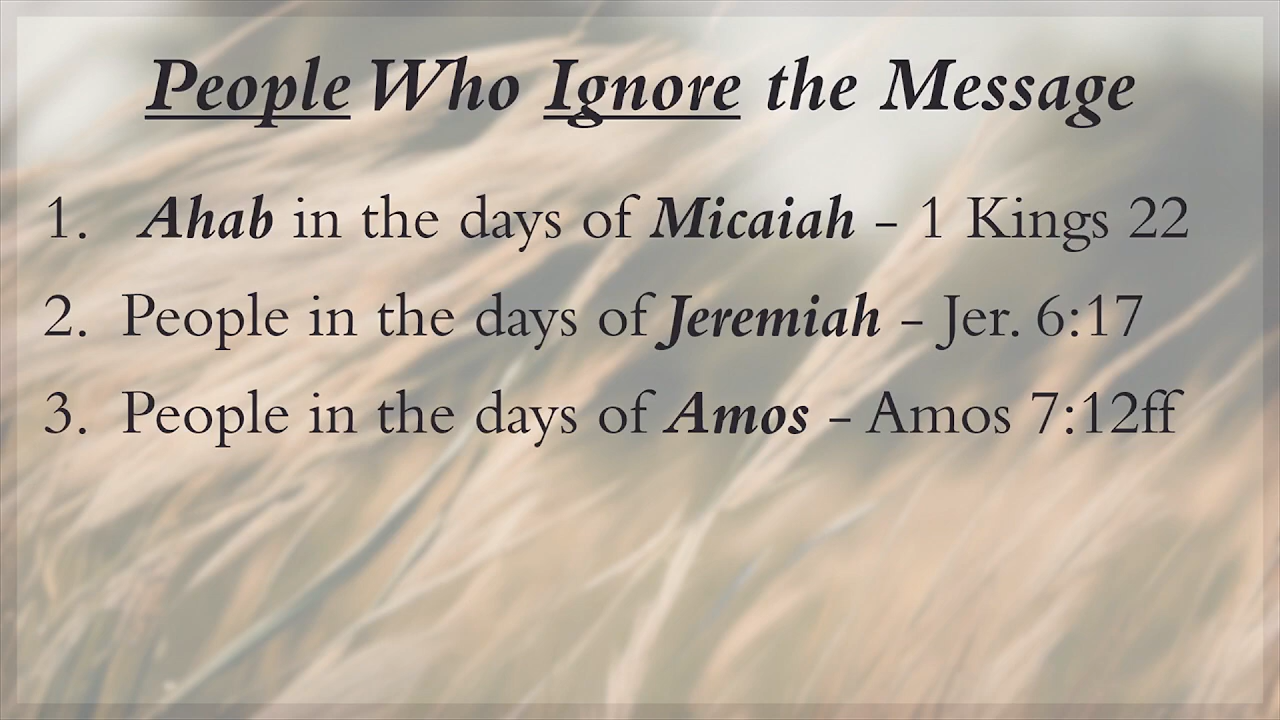 People Who Ignore the Message
1. Ahab in the days of Micaiah - 1 Kings 22
2. People in the days of Jeremiah - Jer. 6:17
3. People in the days of Amos - Amos 7:12ff